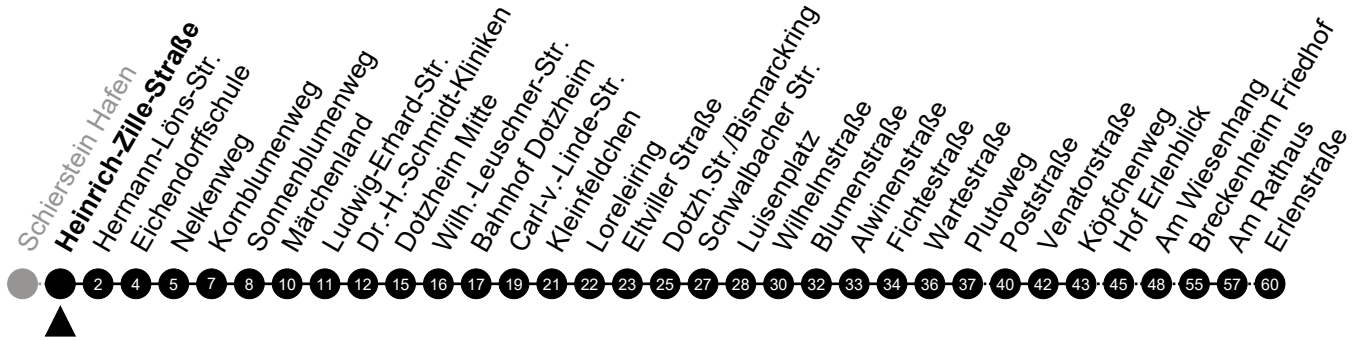 Schierstein Hafen
Heinrich-Zille-Straße
Hermann-Löns-Str.
Eichendorffschule
Nelkenweg
Kornblumenweg
Sonnenblumenweg
Märchenland
Ludwig-Erhard-Str.
Dr.-H.-Schmidt-Kliniken
Dotzheim Mitte
Wilh.-Leuschner-Str.
Bahnhof Dotzheim
Carl-v.-Linde-Str.
Kleinfeldchen
Loreleiring
Eltviller Straße
Dotzh.Str./Bismarckring
Schwalbacher Str.
Luisenplatz
Wilhelmstraße
Blumenstraße
Alwinenstraße
Fichtestraße
Wartestraße
Plutoweg
Poststraße
Venatorstraße
Köpfchenweg
Hof Erlenblick
Am Wiesenhang
Breckenheim Friedhof
Am Rathaus
Erlenstraße
2 4 5 7 8 10 11 12 15 16 17 19 21 22 23 25 27 28 30 32 33 34 36 37 40 42 43 45 48 55 57 60